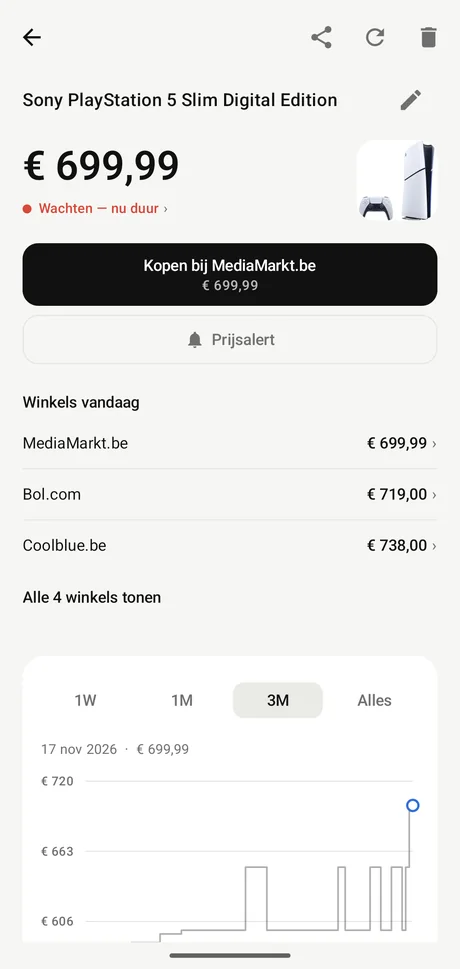 Sony PlayStation 5 Slim Digital Edition
€ 699,99
Wachten — nu duur ›
Kopen bij MediaMarkt.be
€ 699,99
Prijsalert
Winkels vandaag
MediaMarkt.be € 699,99 ›
Bol.com € 719,00 ›
Coolblue.be € 738,00 ›
Alle 4 winkels tonen
1W 1M 3M Alles
17 nov 2026 · € 699,99
€ 720
€ 663
€ 606